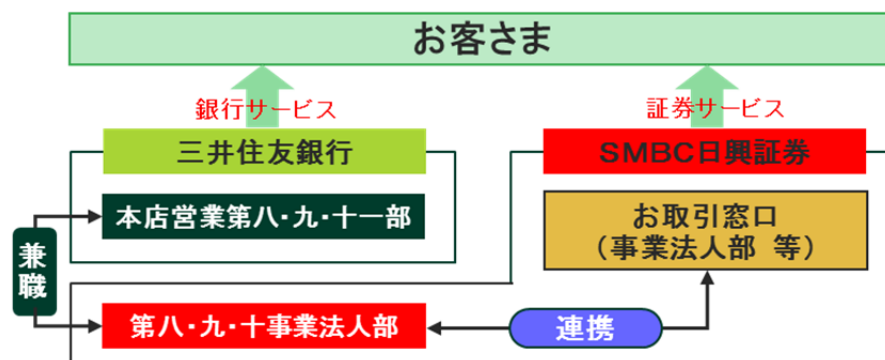 お客さま
銀行サービス
証券サービス
三井住友銀行
SMBC日興証券
本店営業第八・九・十一部
お取引窓口
（事業法人部 等）
兼職
第八・九・十事業法人部
連携